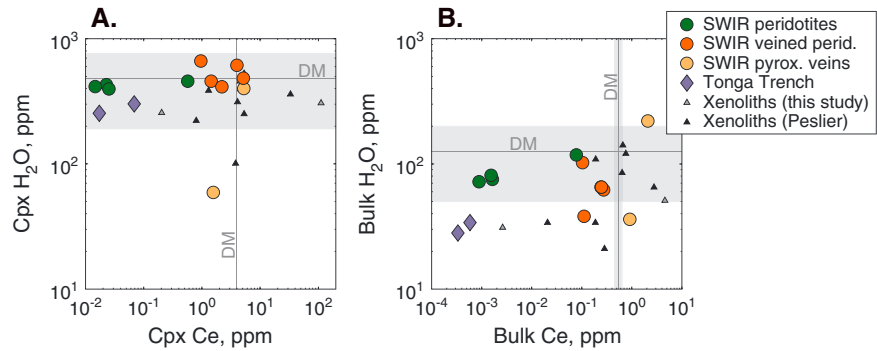 A.
B.
SWIR peridotites
SWIR veined perid.
SWIR pyrox. veins
Tonga Trench
Xenoliths (this study)
Xenoliths (Peslier)
10³
10²
10¹
Cpx H₂O, ppm
DM
DM
10⁻² 10⁻¹ 10⁰ 10¹ 10²
Cpx Ce, ppm
10³
10²
10¹
Bulk H₂O, ppm
DM
DM
10⁻⁴ 10⁻³ 10⁻² 10⁻¹ 10⁰ 10¹
Bulk Ce, ppm